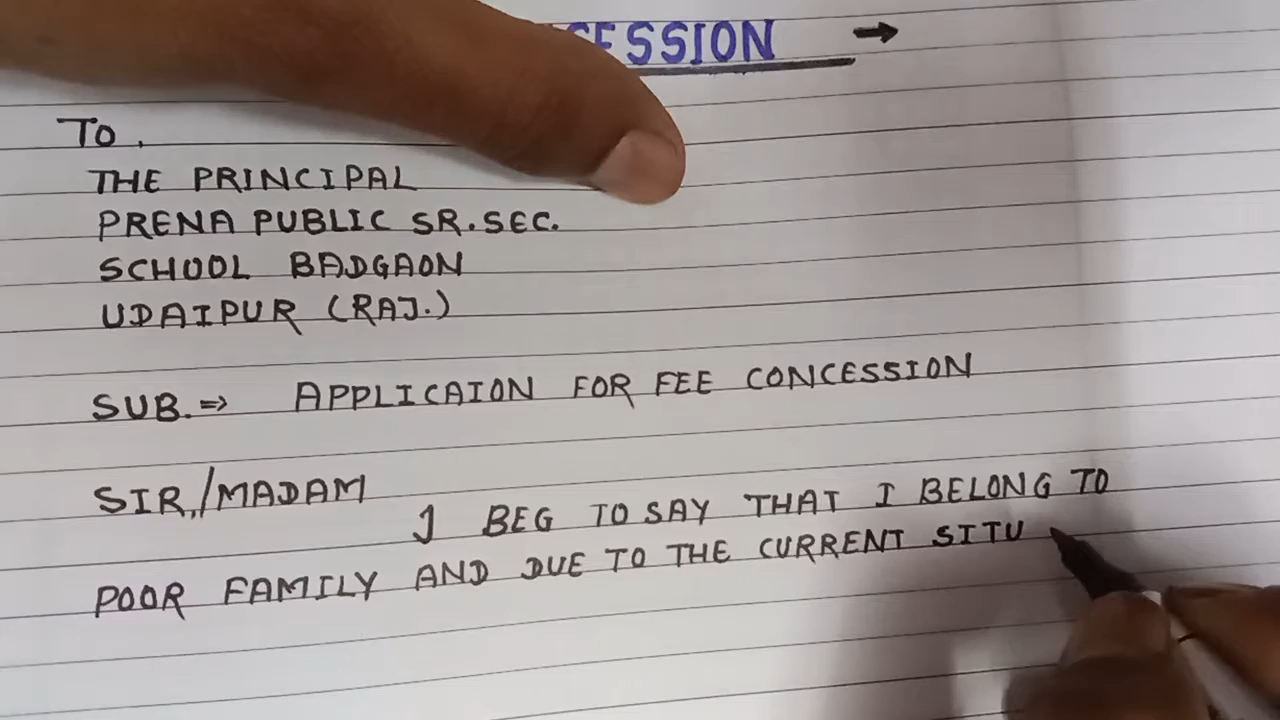 ESSION →
TO,
THE PRINCIPAL
PRENA PUBLIC SR. SEC.
SCHOOL BADGAON
UDAIPUR (RAJ.)
SUB. ⇒ APPLICAION FOR FEE CONCESSION
SIR,/MADAM
I BEG TO SAY THAT I BELONG TO
POOR FAMILY AND DUE TO THE CURRENT SITU